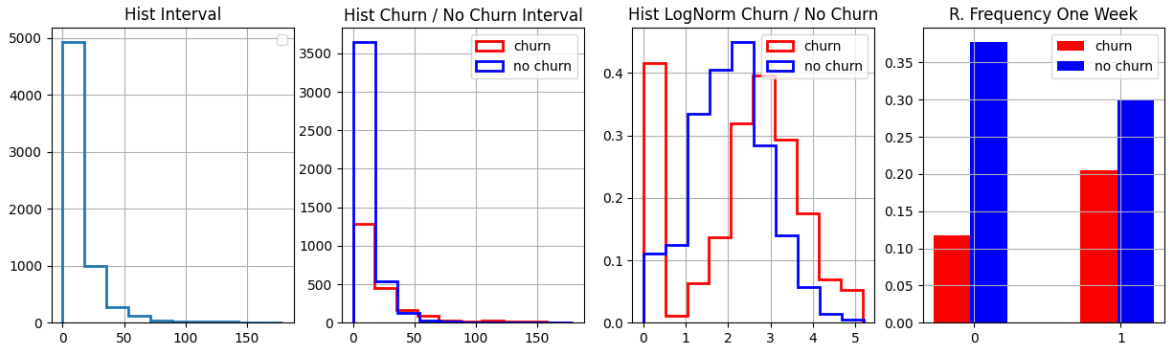 Hist Interval
5000
4000
3000
2000
1000
0
0 50 100 150
Hist Churn / No Churn Interval
churn
no churn
3500
3000
2500
2000
1500
1000
500
0
0 50 100 150
Hist LogNorm Churn / No Churn
churn
no churn
0.4
0.3
0.2
0.1
0.0
0 1 2 3 4 5
R. Frequency One Week
churn
no churn
0.35
0.30
0.25
0.20
0.15
0.10
0.05
0.00
0 1